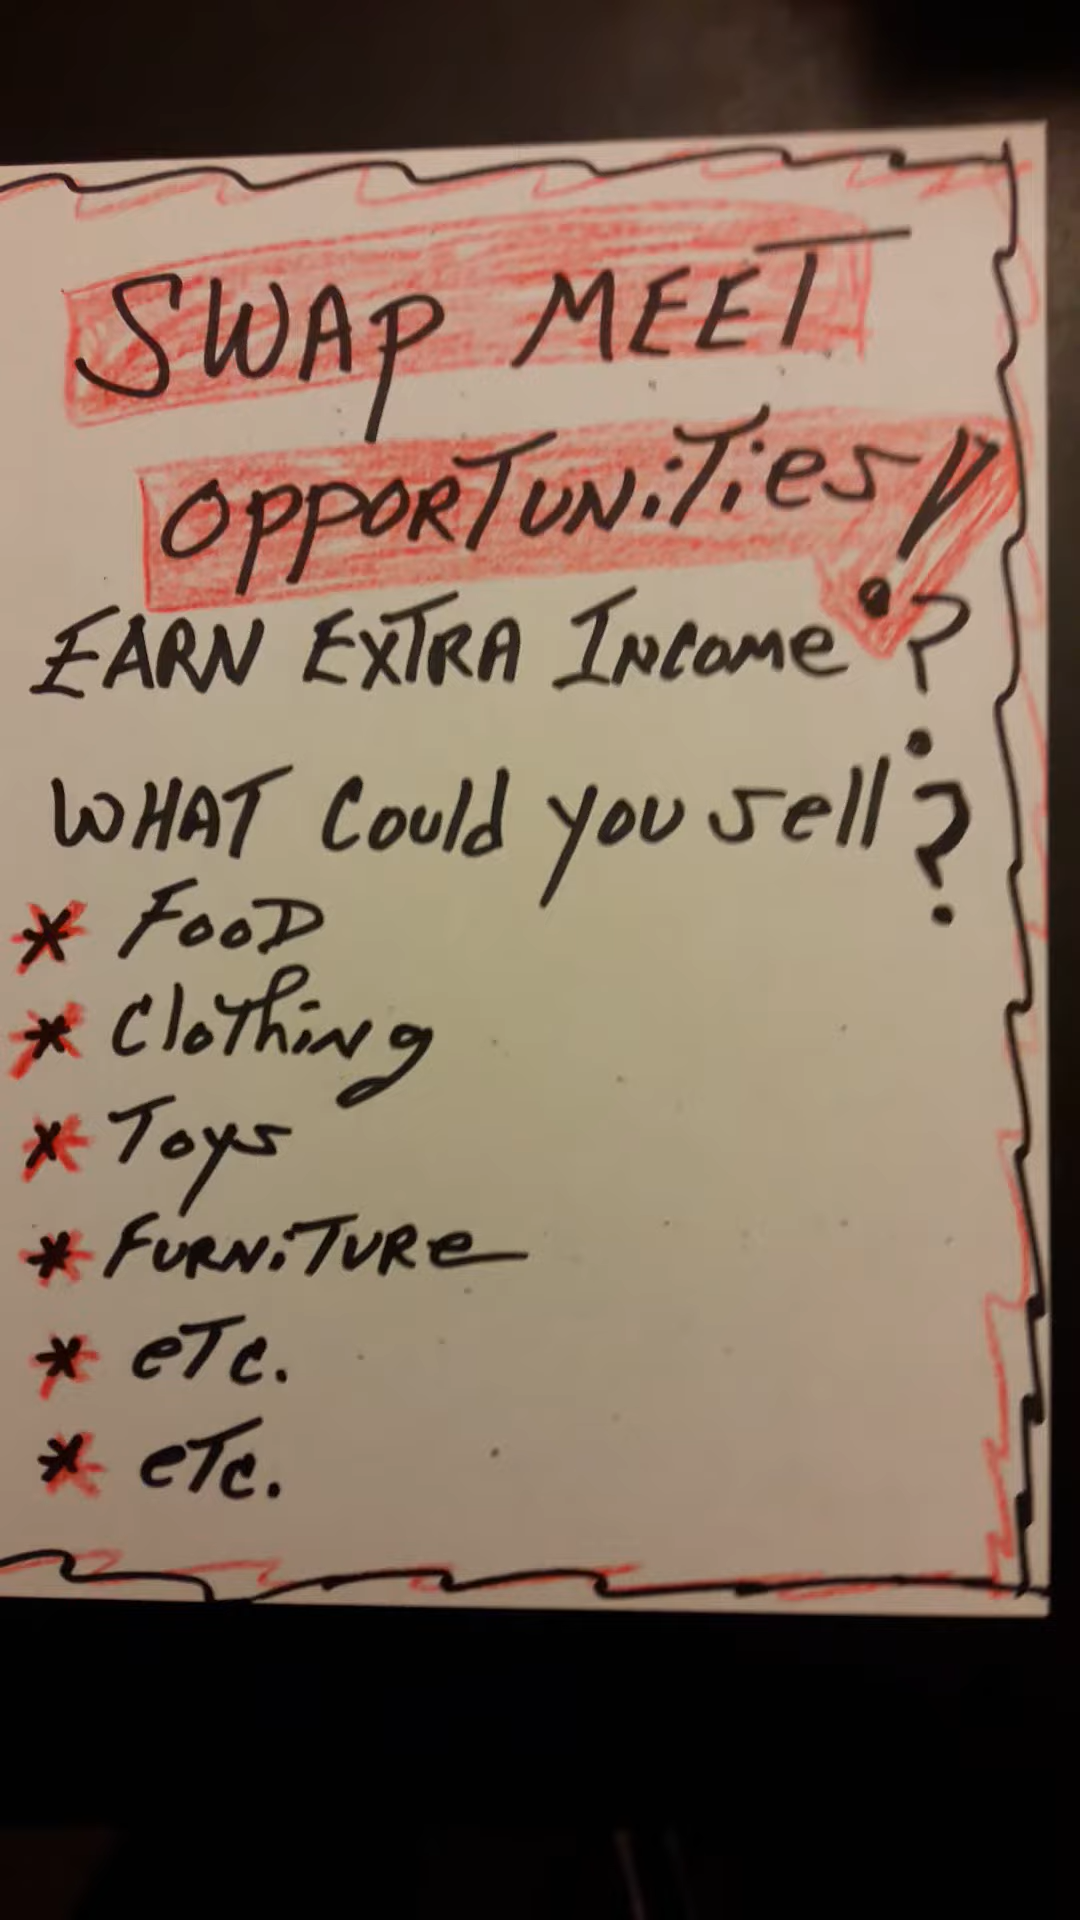 SWAP MEET
OPPORTUNiTies!
EARN EXTRA INCOME?
WHAT Could you sell?
* FooD
* Clothing
* Toys
* FURNiTURe
* eTc.
* eTc.